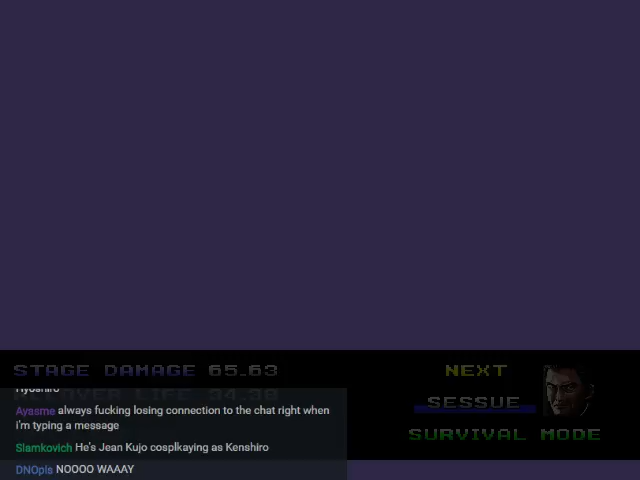 STAGE DAMAGE 65.63
NEXT
Hyoshiro
SESSUE
Ayasme always fucking losing connection to the chat right when
i'm typing a message
SURVIVAL MODE
Slamkovich He's Jean Kujo cosplkaying as Kenshiro
DNOpls NOOOO WAAAY